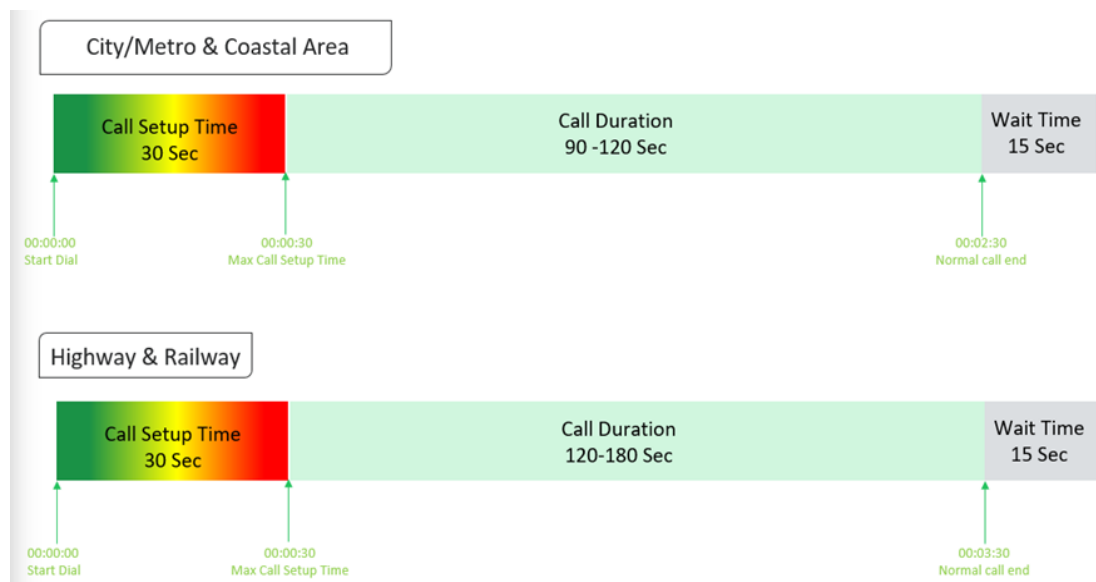 City/Metro & Coastal Area
Call Setup Time
30 Sec
Call Duration
90 -120 Sec
Wait Time
15 Sec
00:00:00
Start Dial
00:00:30
Max Call Setup Time
00:02:30
Normal call end
Highway & Railway
Call Setup Time
30 Sec
Call Duration
120-180 Sec
Wait Time
15 Sec
00:00:00
Start Dial
00:00:30
Max Call Setup Time
00:03:30
Normal call end